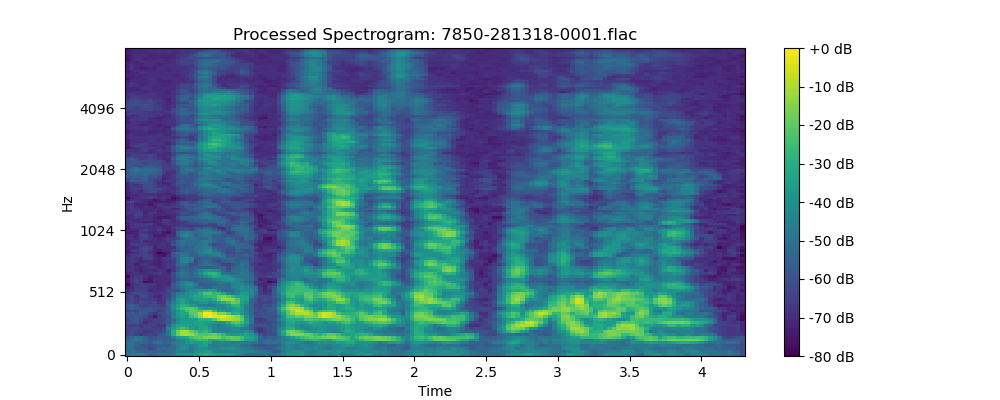 Processed Spectrogram: 7850-281318-0001.flac
Hz
4096
2048
1024
512
0
0 0.5 1 1.5 2 2.5 3 3.5 4
Time
+0 dB
-10 dB
-20 dB
-30 dB
-40 dB
-50 dB
-60 dB
-70 dB
-80 dB